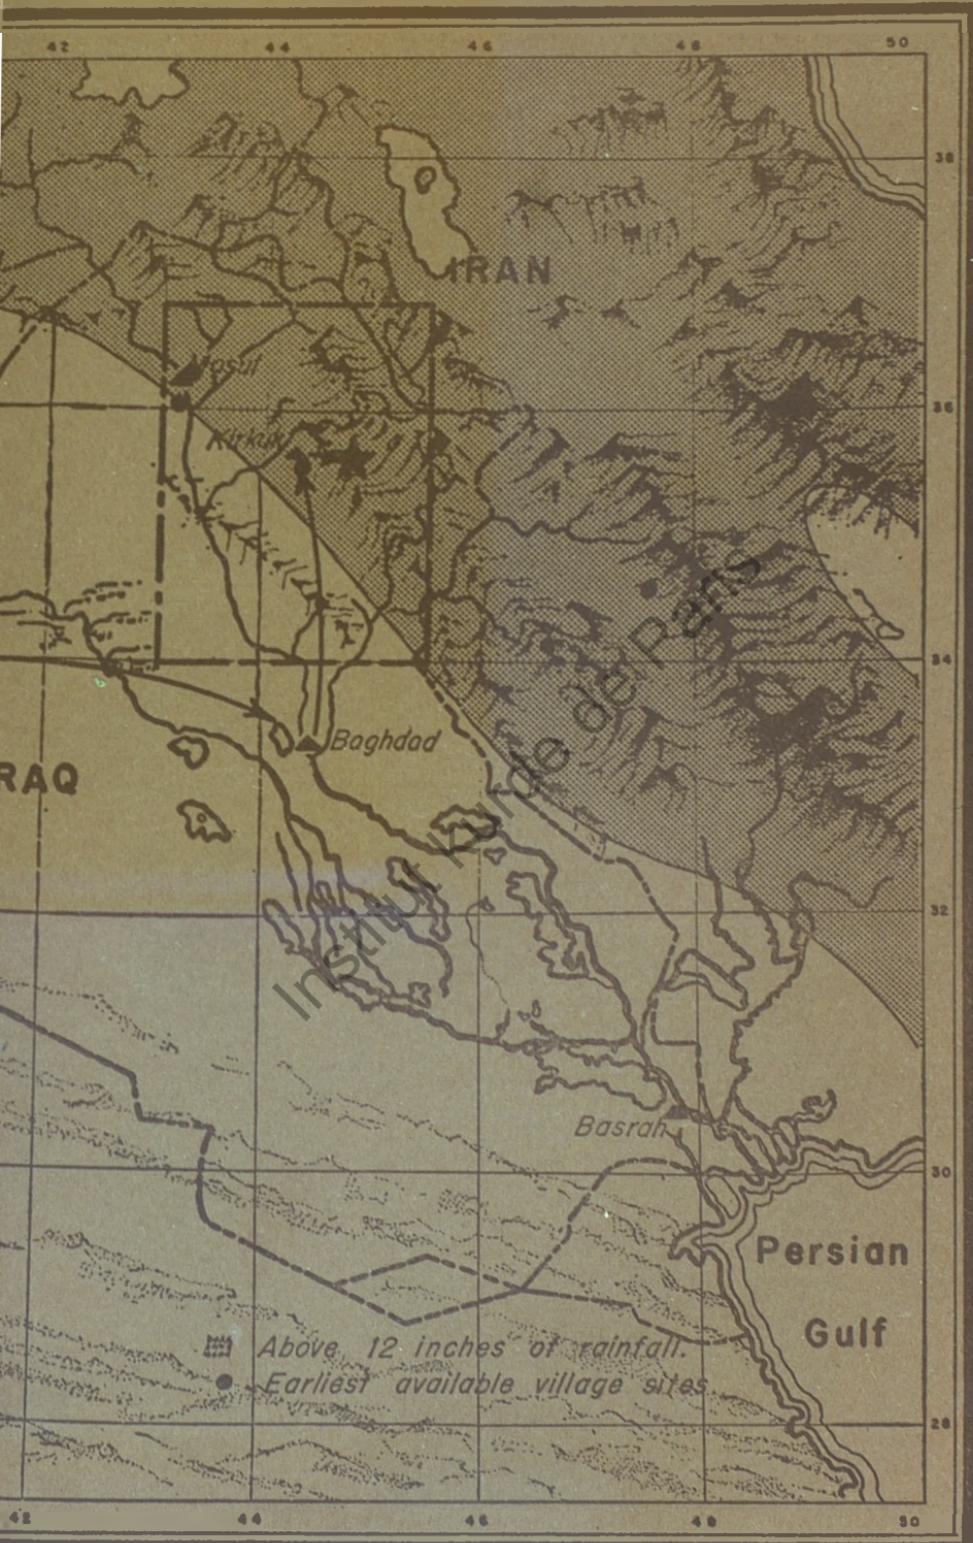 42 44 46 48 50
38
IRAN
Mosul
36
Kirkuk
34
Baghdad
RAQ
32
Basrah
30
Persian
Gulf
Above 12 inches of rainfall.
Earliest available village sites
28
42 44 46 48 50
Institut kurde de Paris